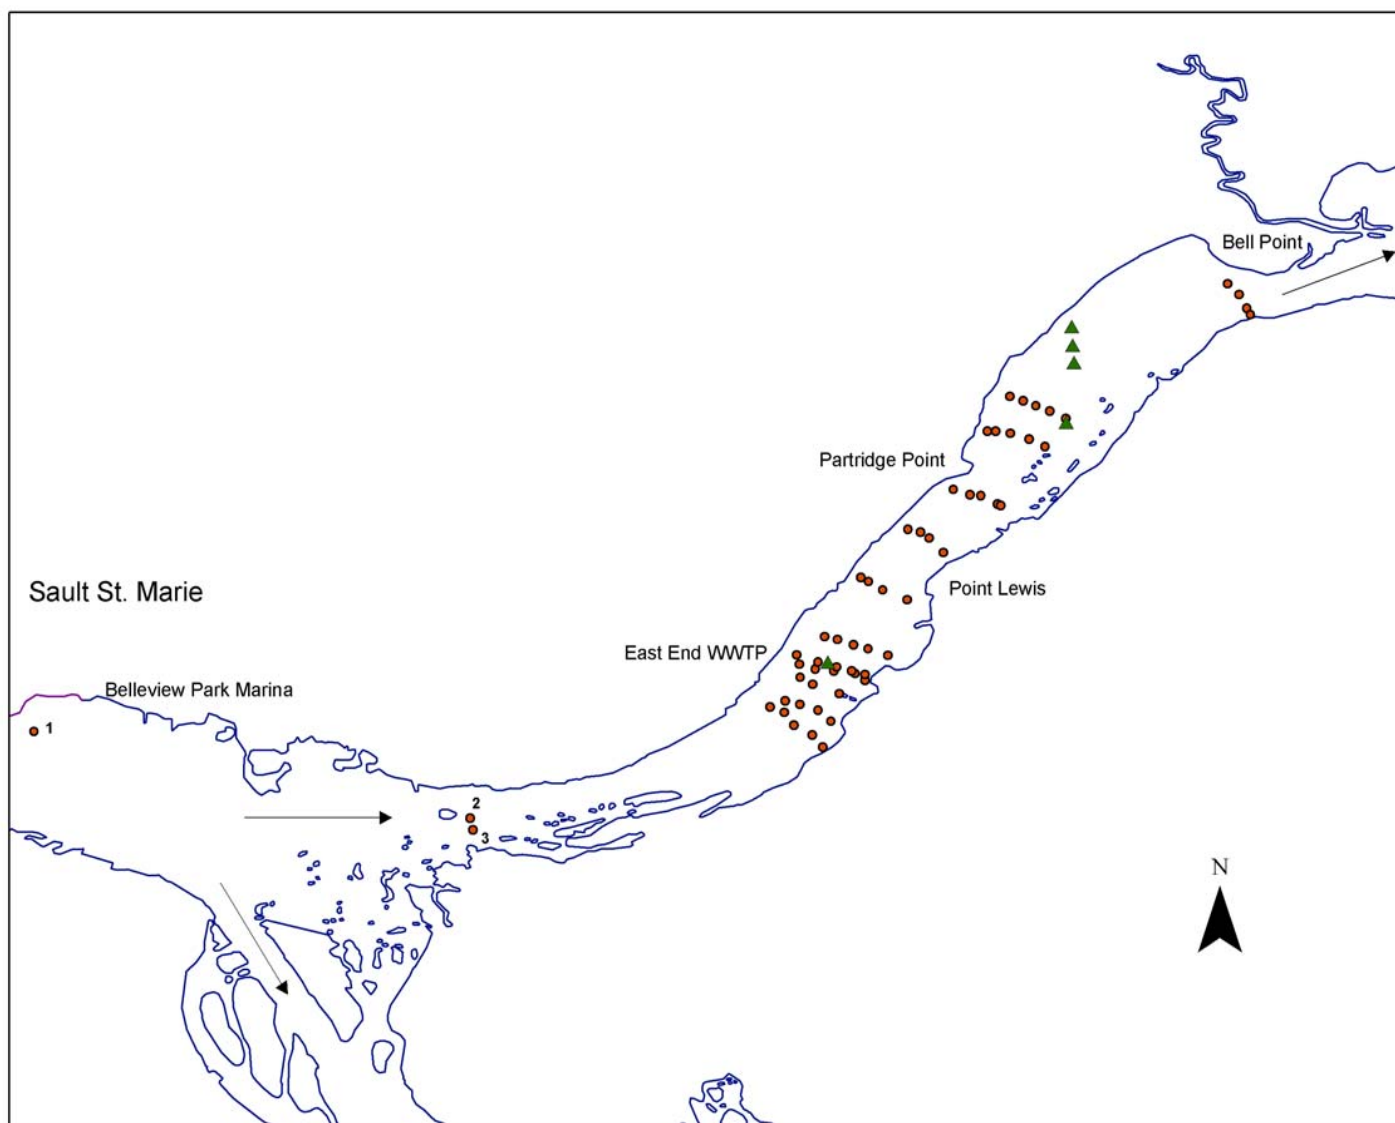 Bell Point
Partridge Point
Sault St. Marie
Point Lewis
East End WWTP
Belleview Park Marina
1
2
3
N